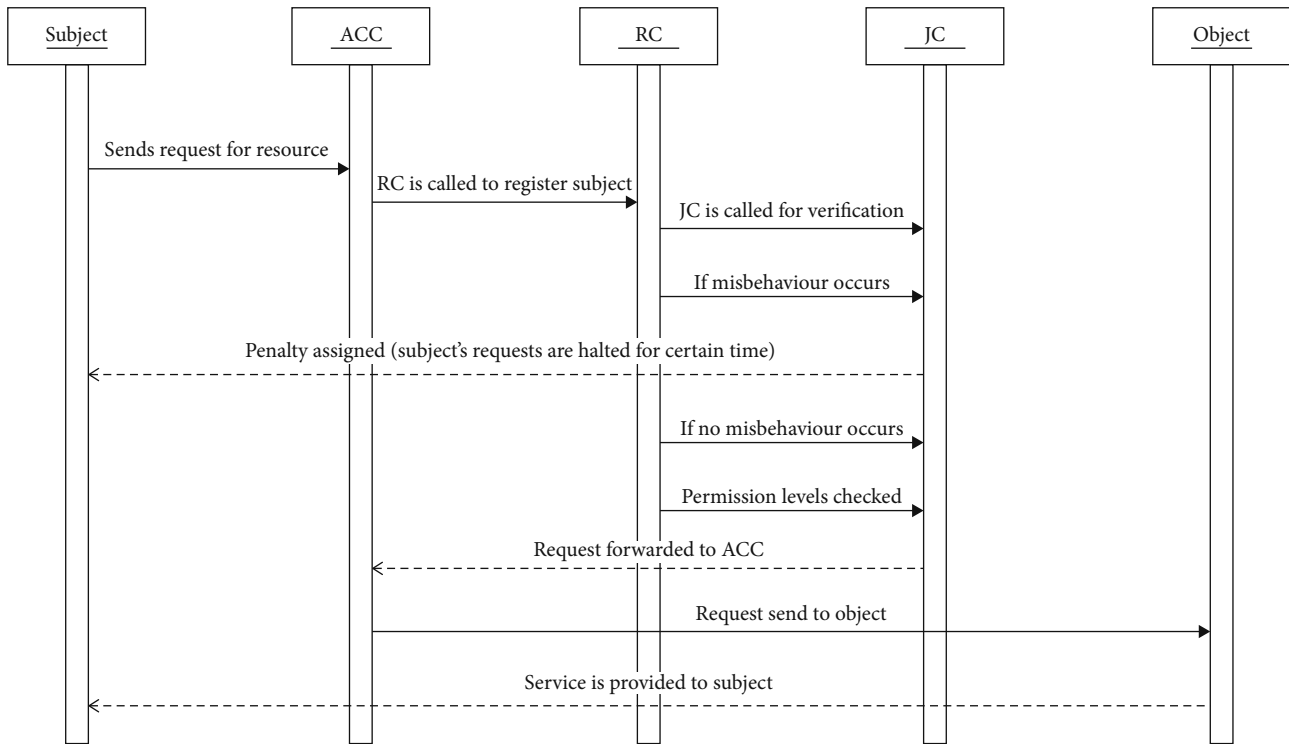 Subject
ACC
RC
JC
Object
Sends request for resource
RC is called to register subject
JC is called for verification
If misbehaviour occurs
Penalty assigned (subject's requests are halted for certain time)
If no misbehaviour occurs
Permission levels checked
Request forwarded to ACC
Request send to object
Service is provided to subject